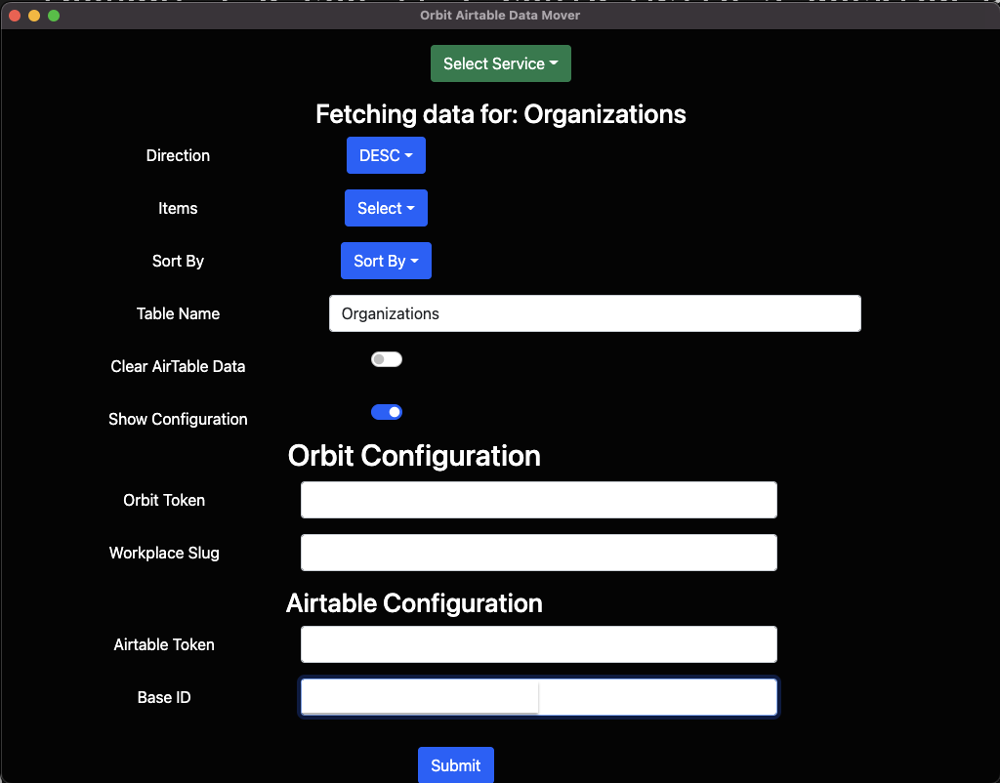 Orbit Airtable Data Mover
Select Service
Fetching data for: Organizations
Direction DESC
Items Select
Sort By Sort By
Table Name Organizations
Clear AirTable Data
Show Configuration
Orbit Configuration
Orbit Token
Workplace Slug
Airtable Configuration
Airtable Token
Base ID
Submit